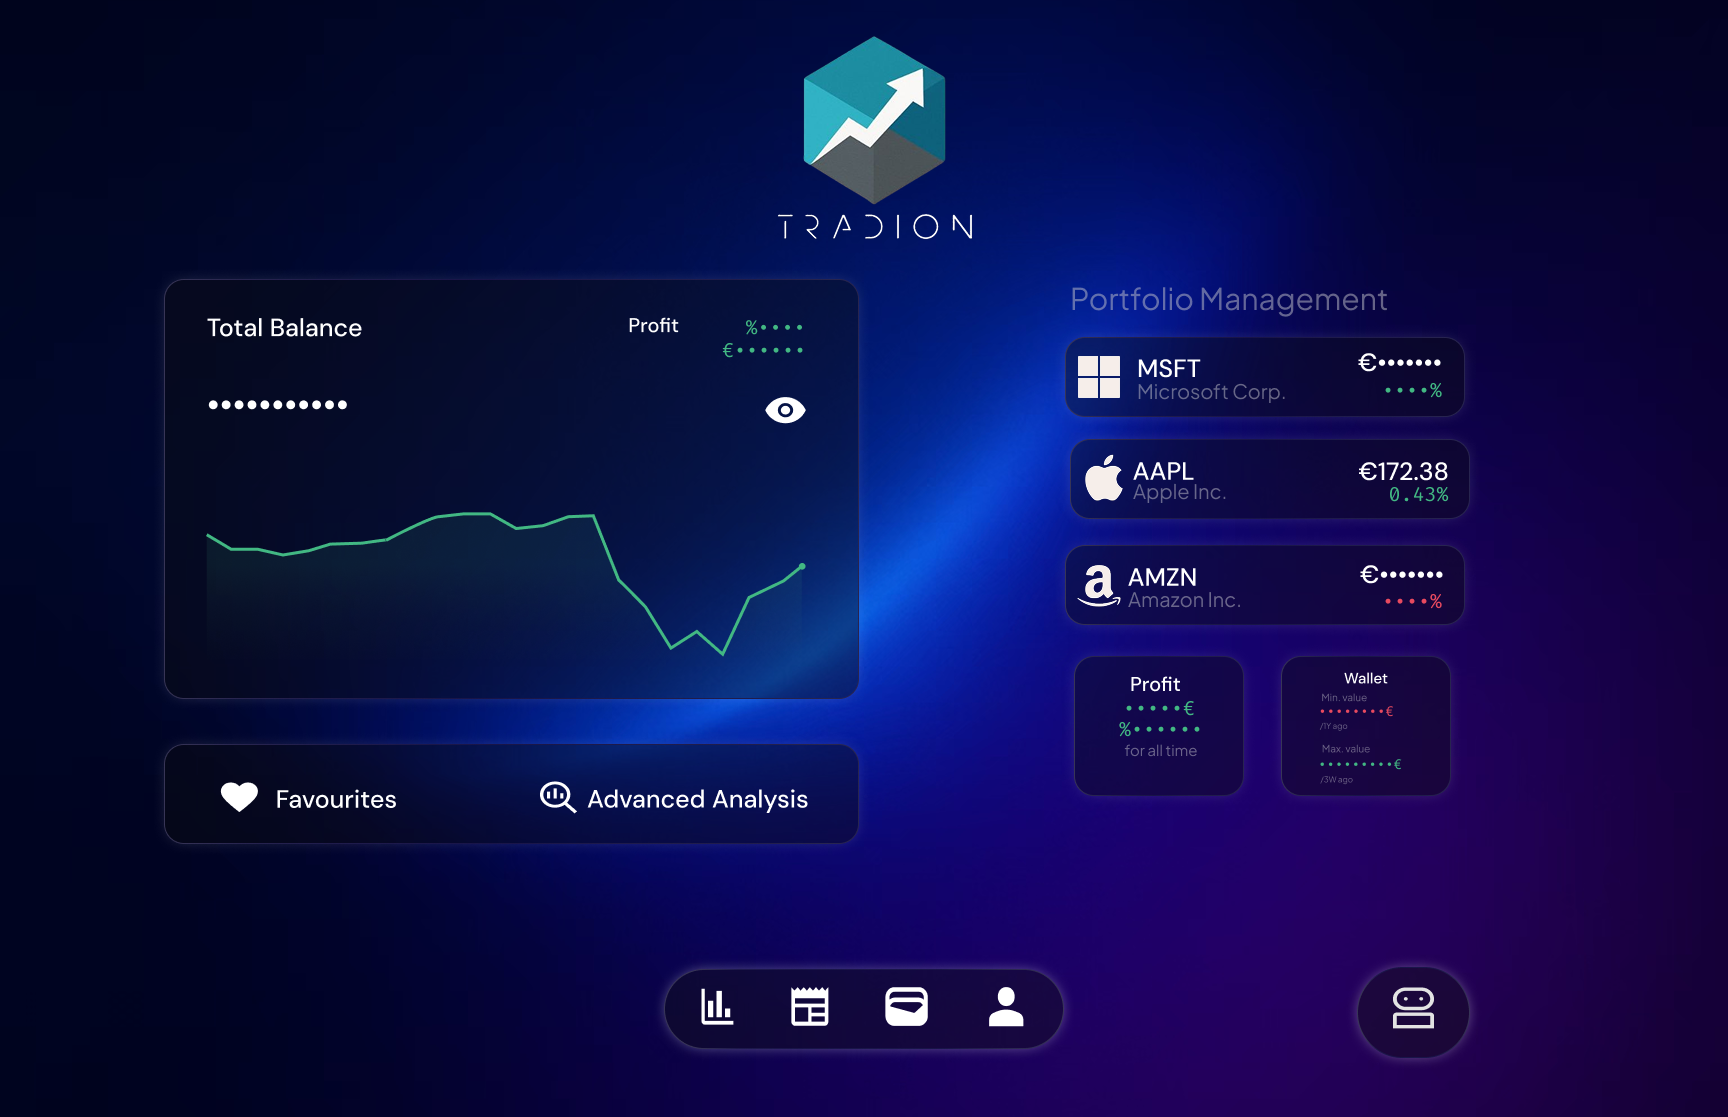 TRADION
Total Balance
Profit
%••••
€••••••
•••••••••••
Favourites
Advanced Analysis
Portfolio Management
MSFT
Microsoft Corp.
€•••••••
••••%
AAPL
Apple Inc.
€172.38
0.43%
a
AMZN
Amazon Inc.
€•••••••
••••%
Profit
•••••€
%••••••
for all time
Wallet
Min. value
••••••••€
/1Y ago
Max. value
•••••••••€
/3W ago